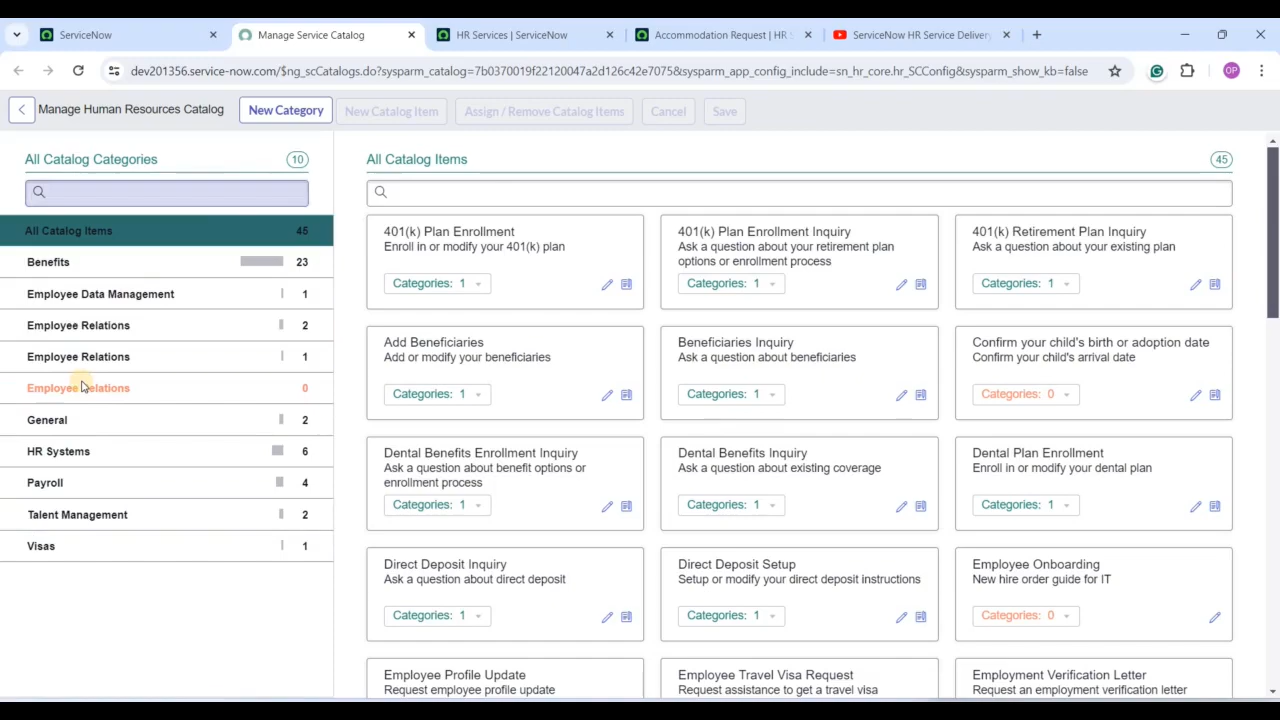 ServiceNow
Manage Service Catalog
HR Services | ServiceNow
Accommodation Request | HR S
ServiceNow HR Service Delivery
dev201356.service-now.com/$ng_scCatalogs.do?sysparm_catalog=7b0370019f22120047a2d126c42e7075&sysparm_app_config_include=sn_hr_core.hr_SCConfig&sysparm_show_kb=false
OP
Manage Human Resources Catalog
New Category
New Catalog Item
Assign / Remove Catalog Items
Cancel
Save
All Catalog Categories
10
All Catalog Items 45
Benefits 23
Employee Data Management 1
Employee Relations 2
Employee Relations 1
Employee Relations 0
General 2
HR Systems 6
Payroll 4
Talent Management 2
Visas 1
All Catalog Items
45
401(k) Plan Enrollment
Enroll in or modify your 401(k) plan
Categories: 1
401(k) Plan Enrollment Inquiry
Ask a question about your retirement plan
options or enrollment process
Categories: 1
401(k) Retirement Plan Inquiry
Ask a question about your existing plan
Categories: 1
Add Beneficiaries
Add or modify your beneficiaries
Categories: 1
Beneficiaries Inquiry
Ask a question about beneficiaries
Categories: 1
Confirm your child's birth or adoption date
Confirm your child's arrival date
Categories: 0
Dental Benefits Enrollment Inquiry
Ask a question about benefit options or
enrollment process
Categories: 1
Dental Benefits Inquiry
Ask a question about existing coverage
Categories: 1
Dental Plan Enrollment
Enroll in or modify your dental plan
Categories: 1
Direct Deposit Inquiry
Ask a question about direct deposit
Categories: 1
Direct Deposit Setup
Setup or modify your direct deposit instructions
Categories: 1
Employee Onboarding
New hire order guide for IT
Categories: 0
Employee Profile Update
Request employee profile update
Employee Travel Visa Request
Request assistance to get a travel visa
Employment Verification Letter
Request an employment verification letter